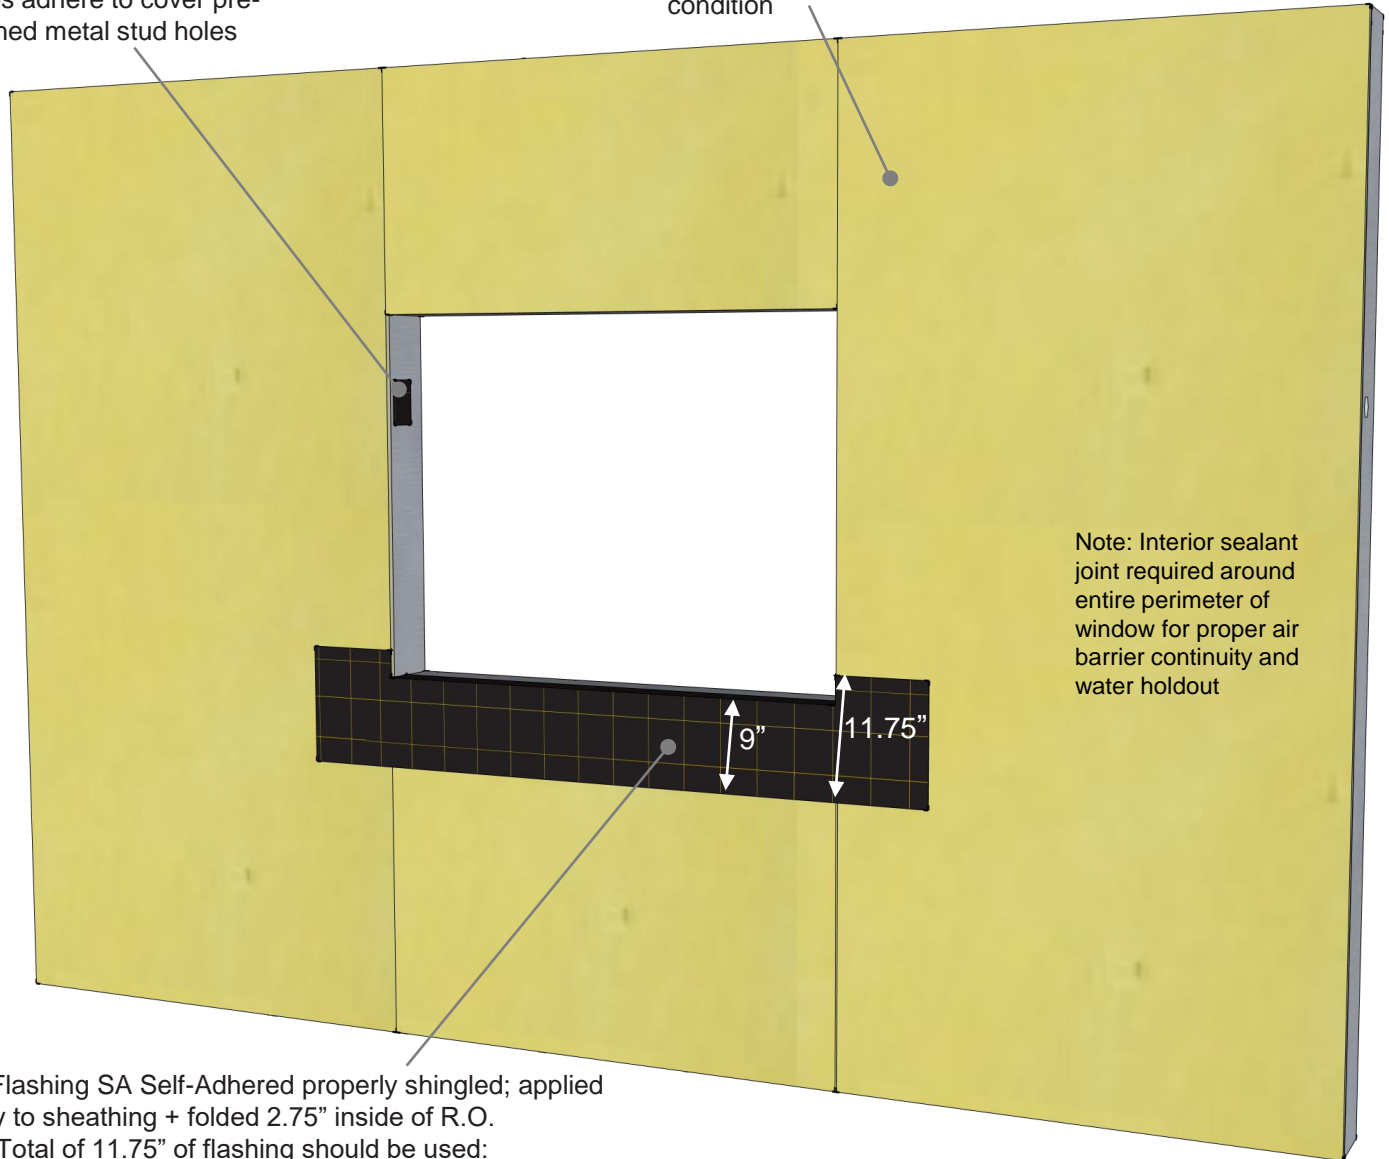 adhere to cover pre-
metal stud holes
condition
Note: Interior sealant
joint required around
entire perimeter of
window for proper air
barrier continuity and
water holdout
9”
11.75”
Flashing SA Self-Adhered properly shingled; applied
to sheathing + folded 2.75” inside of R.O.
Total of 11.75” of flashing should be used: